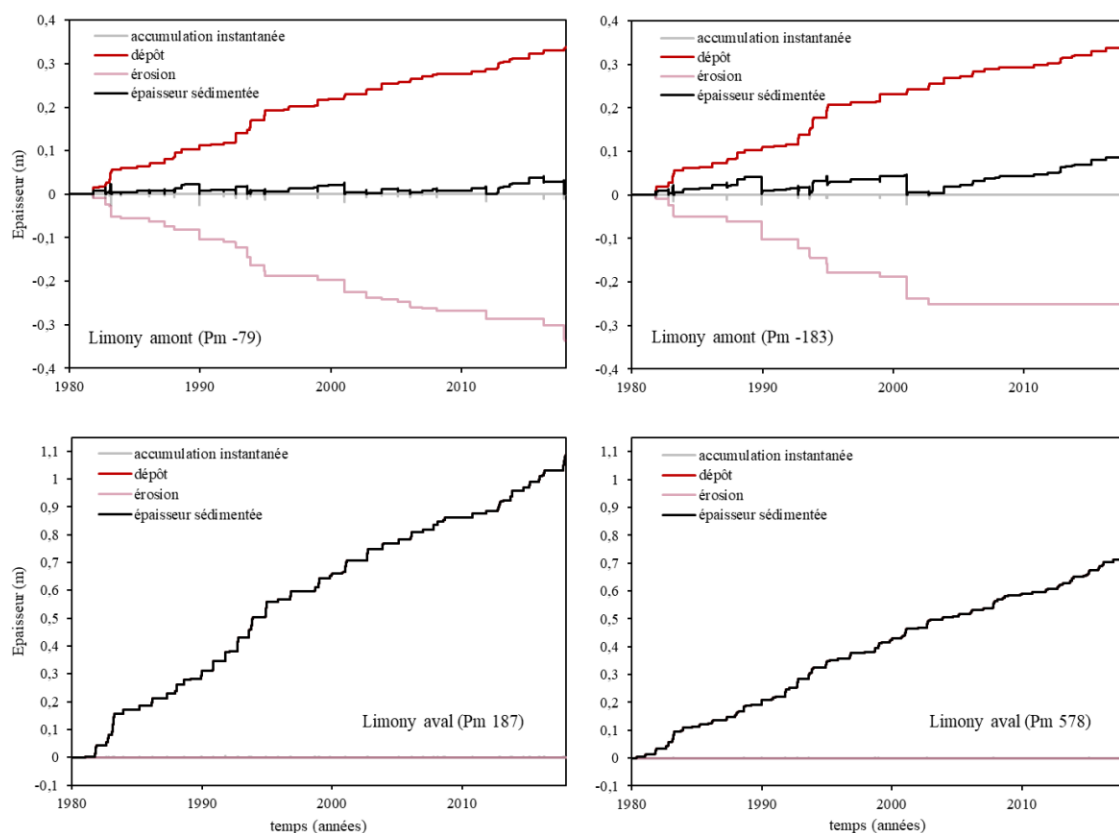 0,4
accumulation instantanée
dépôt
érosion
épaisseur sédimentée
0,3
0,2
0,1
0
-0,1
-0,2
-0,3
-0,4
Epaisseur (m)
Limony amont (Pm -79)
1980
1990
2000
2010
0,4
accumulation instantanée
dépôt
érosion
épaisseur sédimentée
0,3
0,2
0,1
0
-0,1
-0,2
-0,3
-0,4
Limony amont (Pm -183)
1980
1990
2000
2010
1,1
accumulation instantanée
dépôt
érosion
épaisseur sédimentée
1
0,9
0,8
0,7
0,6
0,5
0,4
0,3
0,2
0,1
0
-0,1
Epaisseur (m)
Limony aval (Pm 187)
1980
1990
2000
2010
temps (années)
1,1
accumulation instantanée
dépôt
érosion
épaisseur sédimentée
1
0,9
0,8
0,7
0,6
0,5
0,4
0,3
0,2
0,1
0
-0,1
Limony aval (Pm 578)
1980
1990
2000
2010
temps (années)